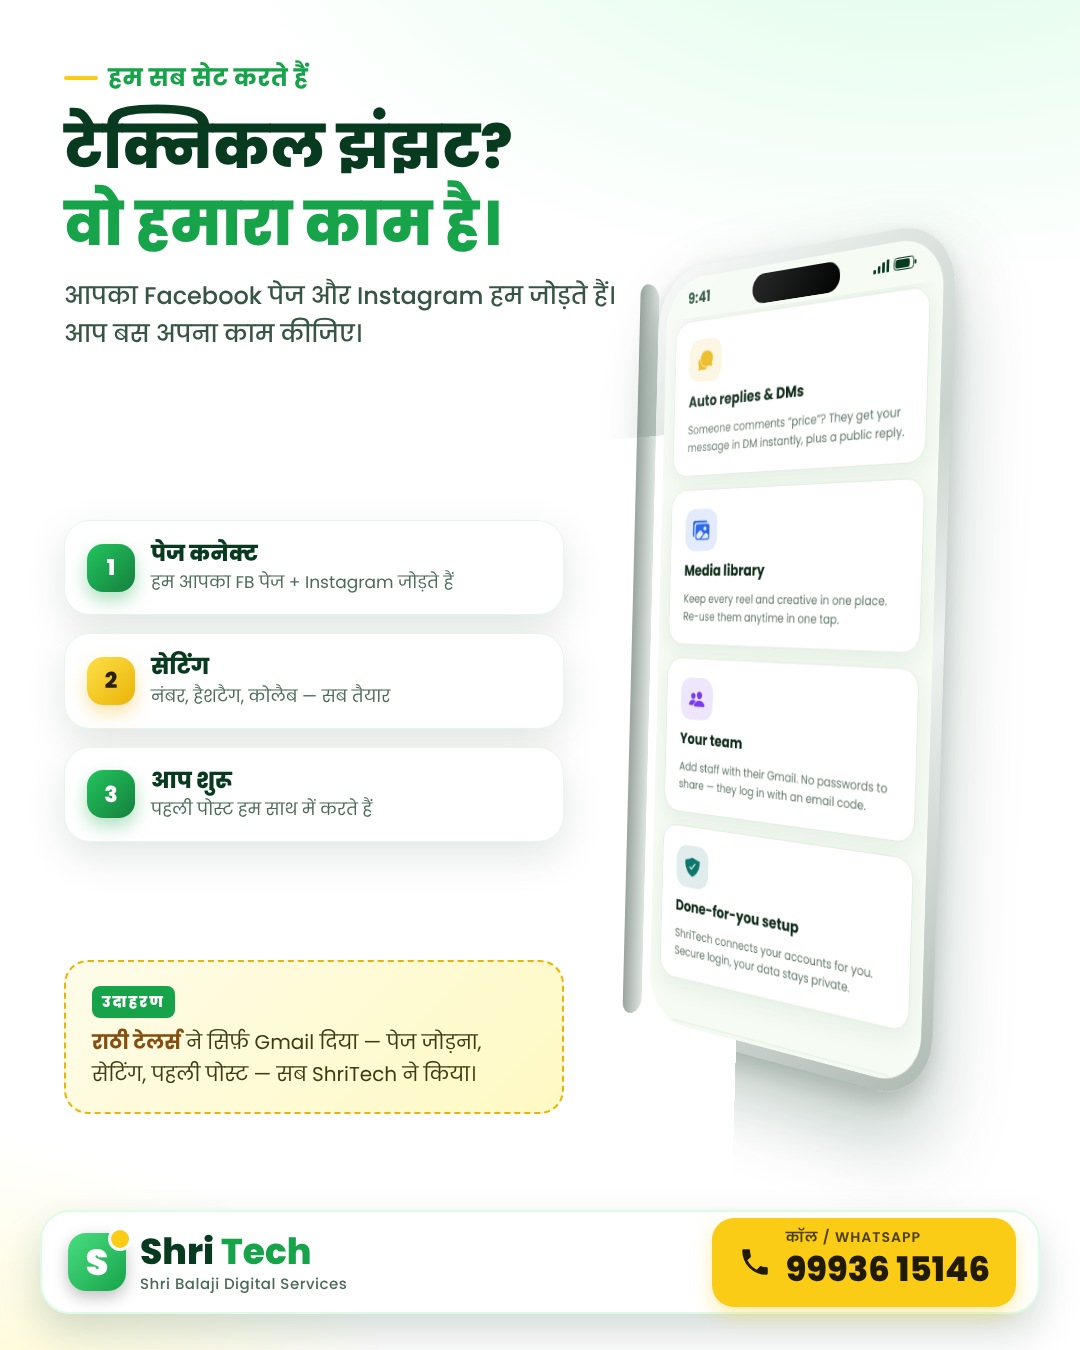 हम सब सेट करते हैं
टेक्निकल झंझट?
वो हमारा काम है।
आपका Facebook पेज और Instagram हम जोड़ते हैं।
आप बस अपना काम कीजिए।
1
पेज कनेक्ट
हम आपका FB पेज + Instagram जोड़ते हैं
2
सेटिंग
नंबर, हैशटैग, कोलैब — सब तैयार
3
आप शुरू
पहली पोस्ट हम साथ में करते हैं
उदाहरण
राठी टेलर्स ने सिर्फ़ Gmail दिया — पेज जोड़ना,
सेटिंग, पहली पोस्ट — सब ShriTech ने किया।
9:41
Auto replies & DMs
Someone comments “price”? They get your
message in DM instantly, plus a public reply.
Media library
Keep every reel and creative in one place.
Re-use them anytime in one tap.
Your team
Add staff with their Gmail. No passwords to
share — they log in with an email code.
Done-for-you setup
ShriTech connects your accounts for you.
Secure login, your data stays private.
S
Shri Tech
Shri Balaji Digital Services
कॉल / WHATSAPP
99936 15146